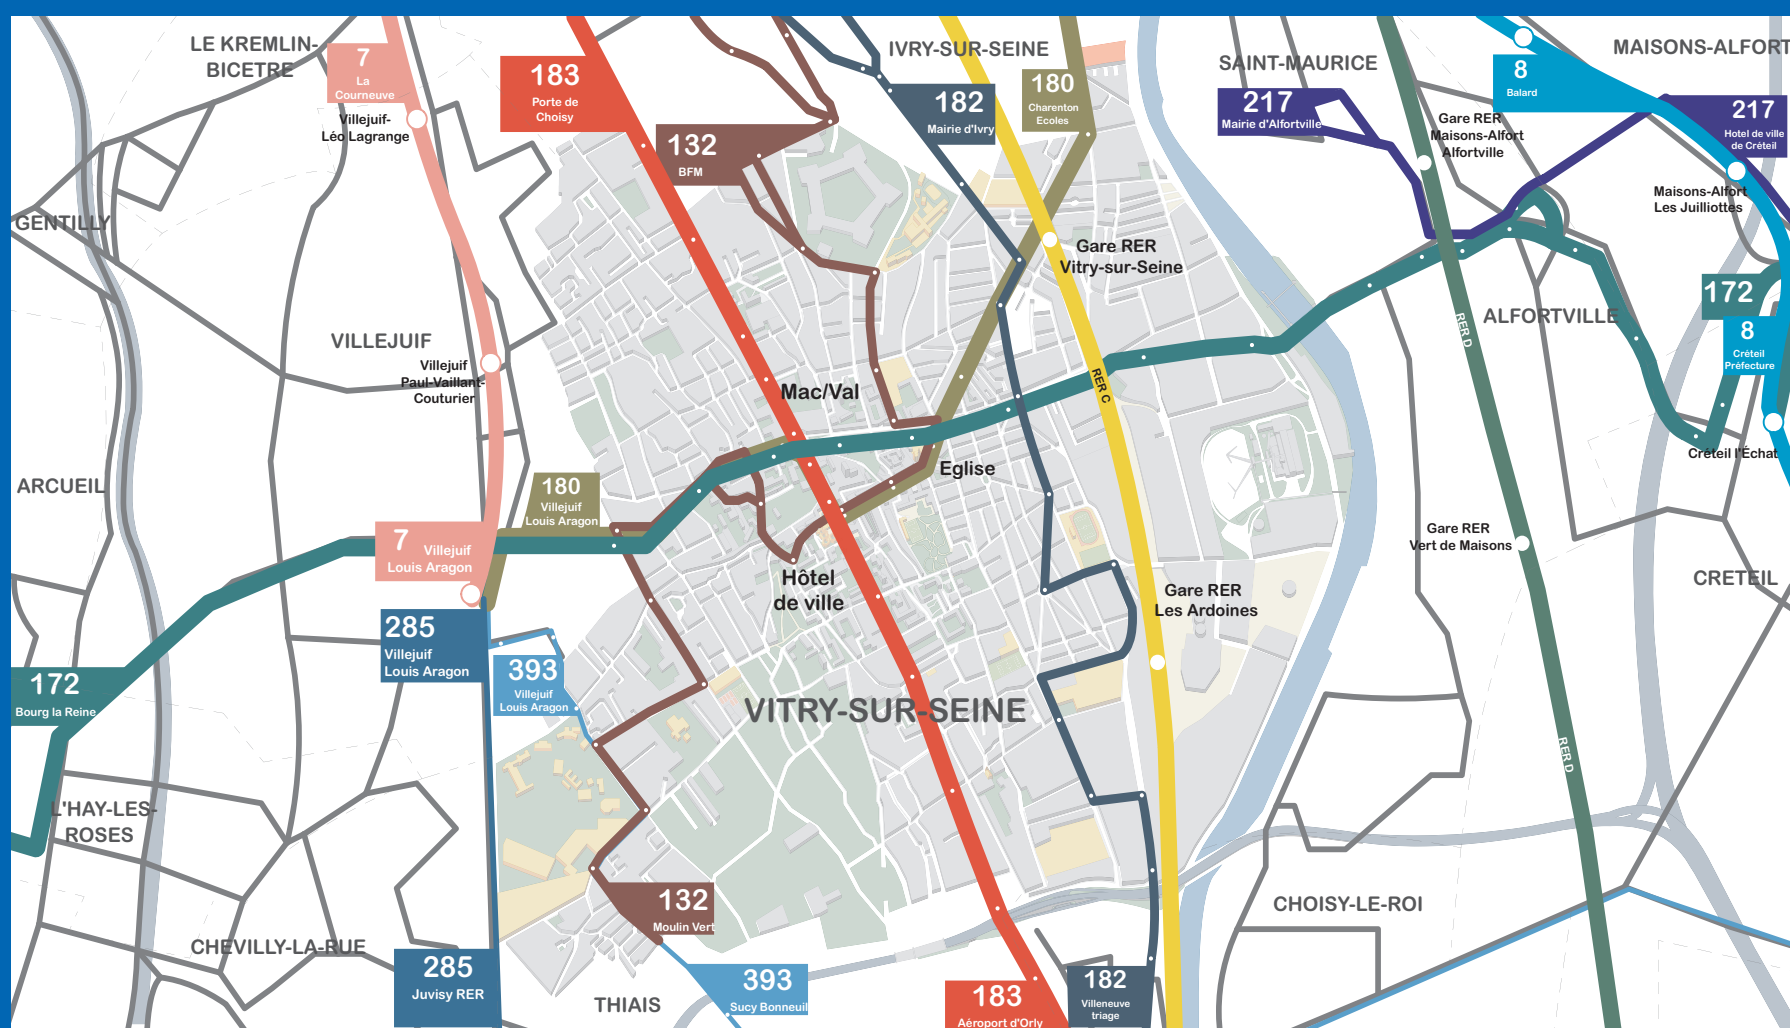 LE KREMLIN-
BICETRE
7
La
Courneuve
Villejuif-
Léo Lagrange
183
Porte de
Choisy
132
BFM
IVRY-SUR-SEINE
182
Mairie d'Ivry
180
Charenton
Ecoles
SAINT-MAURICE
217
Mairie d'Alfortville
Gare RER
Maisons-Alfort
Alfortville
8
Balard
MAISONS-ALFORT
217
Hotel de ville
de Créteil
Maisons-Alfort
Les Juilliottes
GENTILLY
Gare RER
Vitry-sur-Seine
VILLEJUIF
Villejuif
Paul-Vaillant-
Couturier
Mac/Val
RER C
RER D
ALFORTVILLE
172
8
Créteil
Préfecture
Créteil l'Échat
ARCUEIL
180
Villejuif
Louis Aragon
Eglise
7
Villejuif
Louis Aragon
Gare RER
Vert de Maisons
CRETEIL
Hôtel
de ville
Gare RER
Les Ardoines
285
Villejuif
Louis Aragon
393
Villejuif
Louis Aragon
172
Bourg la Reine
VITRY-SUR-SEINE
RER D
L'HAY-LES-
ROSES
132
Moulin Vert
CHOISY-LE-ROI
CHEVILLY-LA-RUE
285
Juvisy RER
THIAIS
393
Sucy Bonneuil
183
Aéroport d'Orly
182
Villeneuve
triage